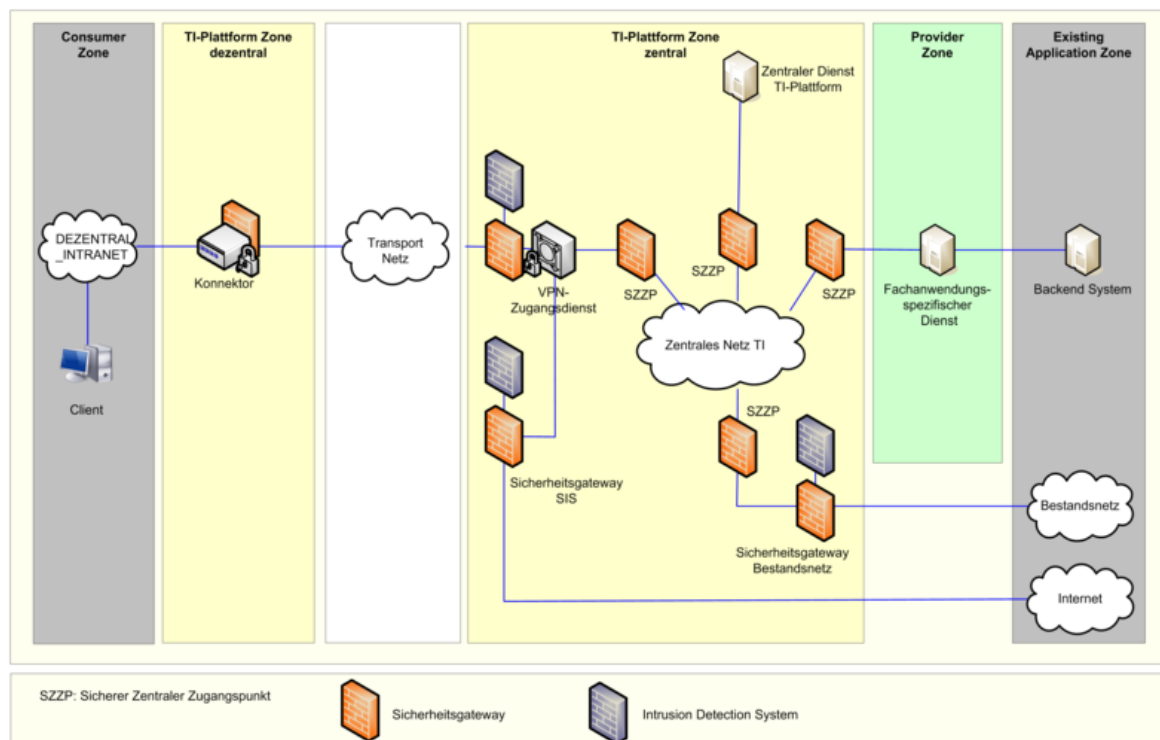 Consumer
Zone
TI-Plattform Zone
dezentral
TI-Plattform Zone
zentral
Provider
Zone
Existing
Application Zone
Zentraler Dienst
TI-Plattform
DEZENTRAL
_INTRANET
Konnektor
Transport
Netz
VPN-
Zugangsdienst
SZZP
SZZP
SZZP
Fachanwendungs-
spezifischer
Dienst
Backend System
Zentrales Netz TI
Client
SZZP
Sicherheitsgateway
SIS
Sicherheitsgateway
Bestandsnetz
Bestandsnetz
Internet
SZZP: Sicherer Zentraler Zugangspunkt
Sicherheitsgateway
Intrusion Detection System